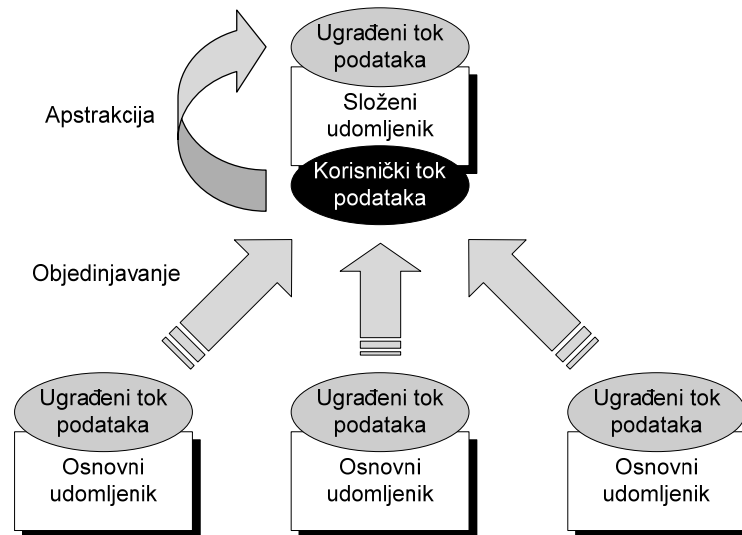 Ugrađeni tok
podataka
Složeni
udomljenik
Apstrakcija
Korisnički tok
podataka
Objedinjavanje
Ugrađeni tok
podataka
Osnovni
udomljenik
Ugrađeni tok
podataka
Osnovni
udomljenik
Ugrađeni tok
podataka
Osnovni
udomljenik